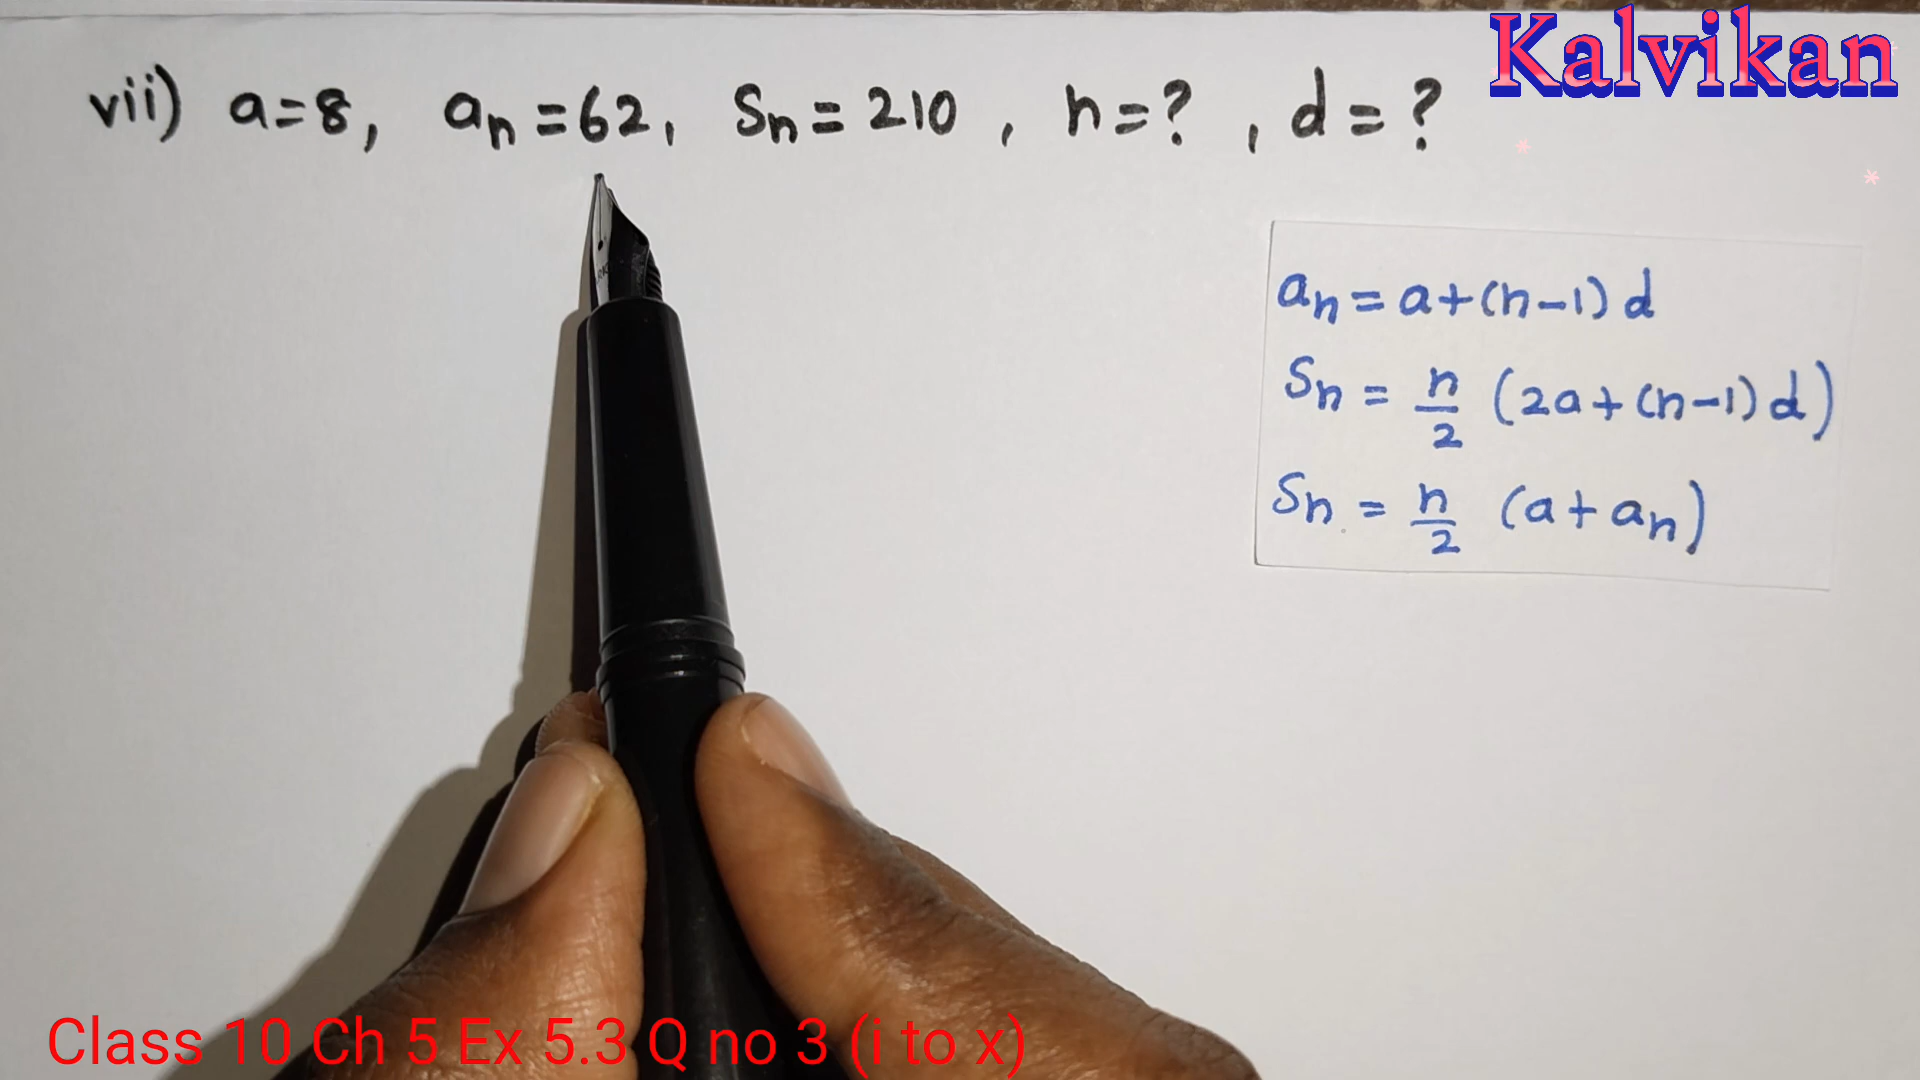 Kalvikan
vii) a=8, aₙ=62, Sₙ=210, n=?, d=?
aₙ=a+(n-1)d
Sₙ = n/2 (2a+(n-1)d)
Sₙ = n/2 (a+aₙ)
Class 10 Ch 5 Ex 5.3 Q no 3 (i to x)